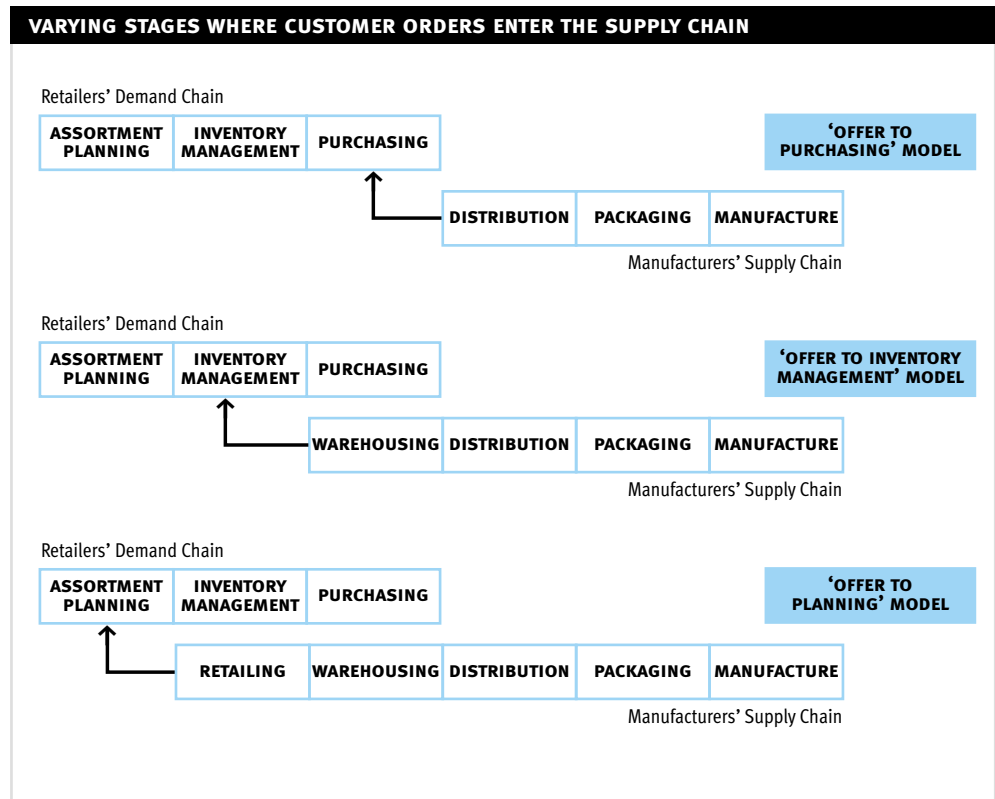 VARYING STAGES WHERE CUSTOMER ORDERS ENTER THE SUPPLY CHAIN
Retailers’ Demand Chain
ASSORTMENT PLANNING
INVENTORY MANAGEMENT
PURCHASING
‘OFFER TO
PURCHASING’ MODEL
DISTRIBUTION
PACKAGING
MANUFACTURE
Manufacturers’ Supply Chain
Retailers’ Demand Chain
ASSORTMENT PLANNING
INVENTORY MANAGEMENT
PURCHASING
‘OFFER TO INVENTORY
MANAGEMENT’ MODEL
WAREHOUSING
DISTRIBUTION
PACKAGING
MANUFACTURE
Manufacturers’ Supply Chain
Retailers’ Demand Chain
ASSORTMENT PLANNING
INVENTORY MANAGEMENT
PURCHASING
‘OFFER TO
PLANNING’ MODEL
RETAILING
WAREHOUSING
DISTRIBUTION
PACKAGING
MANUFACTURE
Manufacturers’ Supply Chain